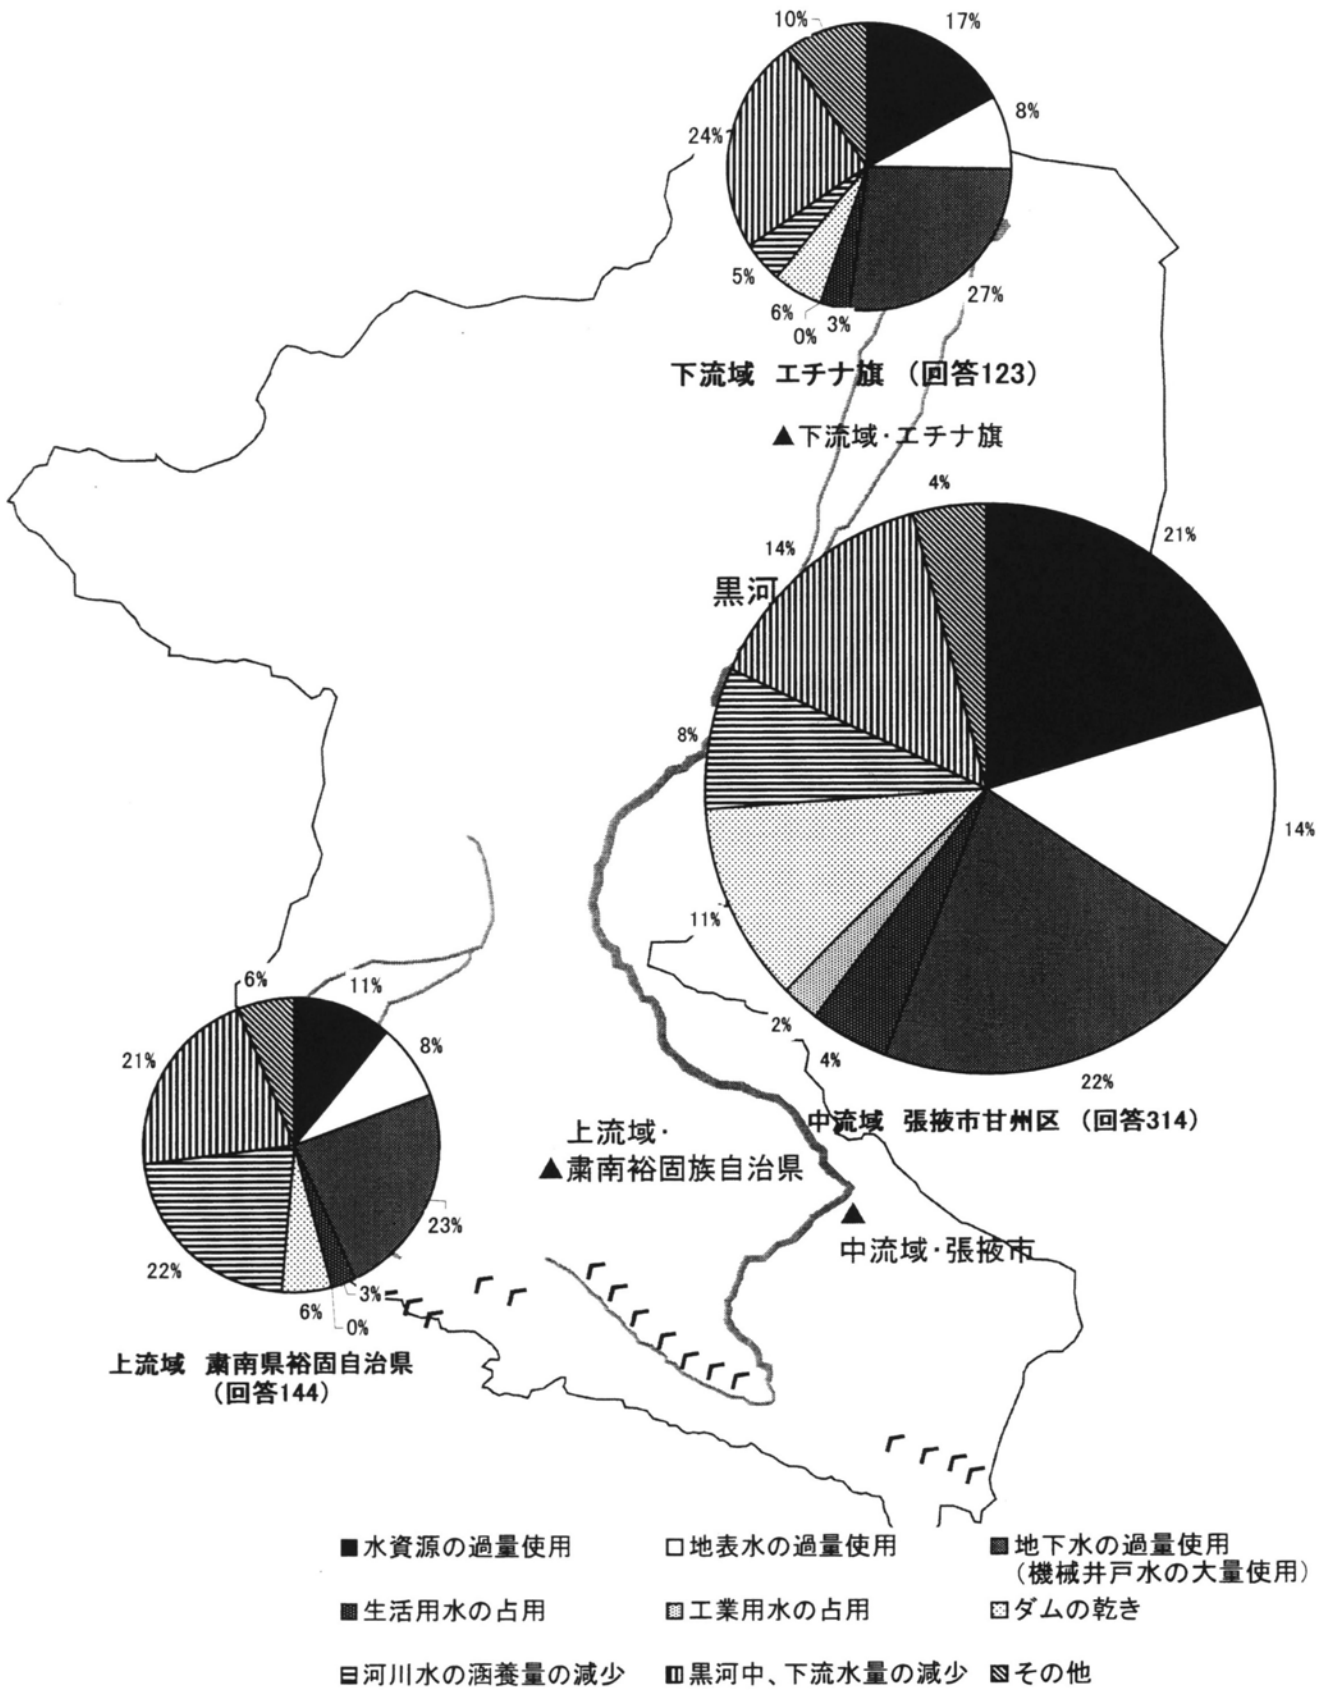 10%
17%
8%
24%
5%
6%
0%
3%
27%
下流域 エチナ旗 (回答123)
▲下流域・エチナ旗
4%
21%
14%
黒河
8%
14%
11%
2%
4%
22%
中流域 張掖市甘州区 (回答314)
6%
11%
8%
21%
上流域・
▲粛南裕固族自治県
23%
22%
▲
中流域・張掖市
6%
3%
0%
上流域 粛南県裕固自治県
(回答144)
■水資源の過量使用
□地表水の過量使用
地下水の過量使用
(機械井戸水の大量使用)
生活用水の占用
工業用水の占用
ダムの乾き
河川水の涵養量の減少
黒河中、下流水量の減少
その他